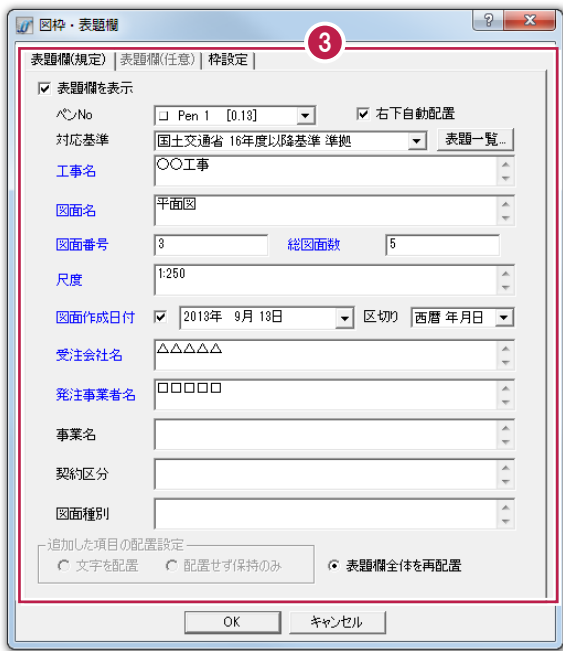 図枠・表題欄
3
表題欄(規定) 表題欄(任意) 枠設定
表題欄を表示
ペンNo ロ Pen 1 [0.13] 右下自動配置
対応基準 国土交通省 16年度以降基準 準拠 表題一覧...
工事名 〇〇工事
図面名 平面図
図面番号 3 総図面数 5
尺度 1:250
図面作成日付 2013年 9月 13日 区切り 西暦 年月日
受注会社名 △△△△△
発注事業者名 □□□□□
事業名
契約区分
図面種別
追加した項目の配置設定
文字を配置 配置せず保持のみ 表題欄全体を再配置
OK キャンセル